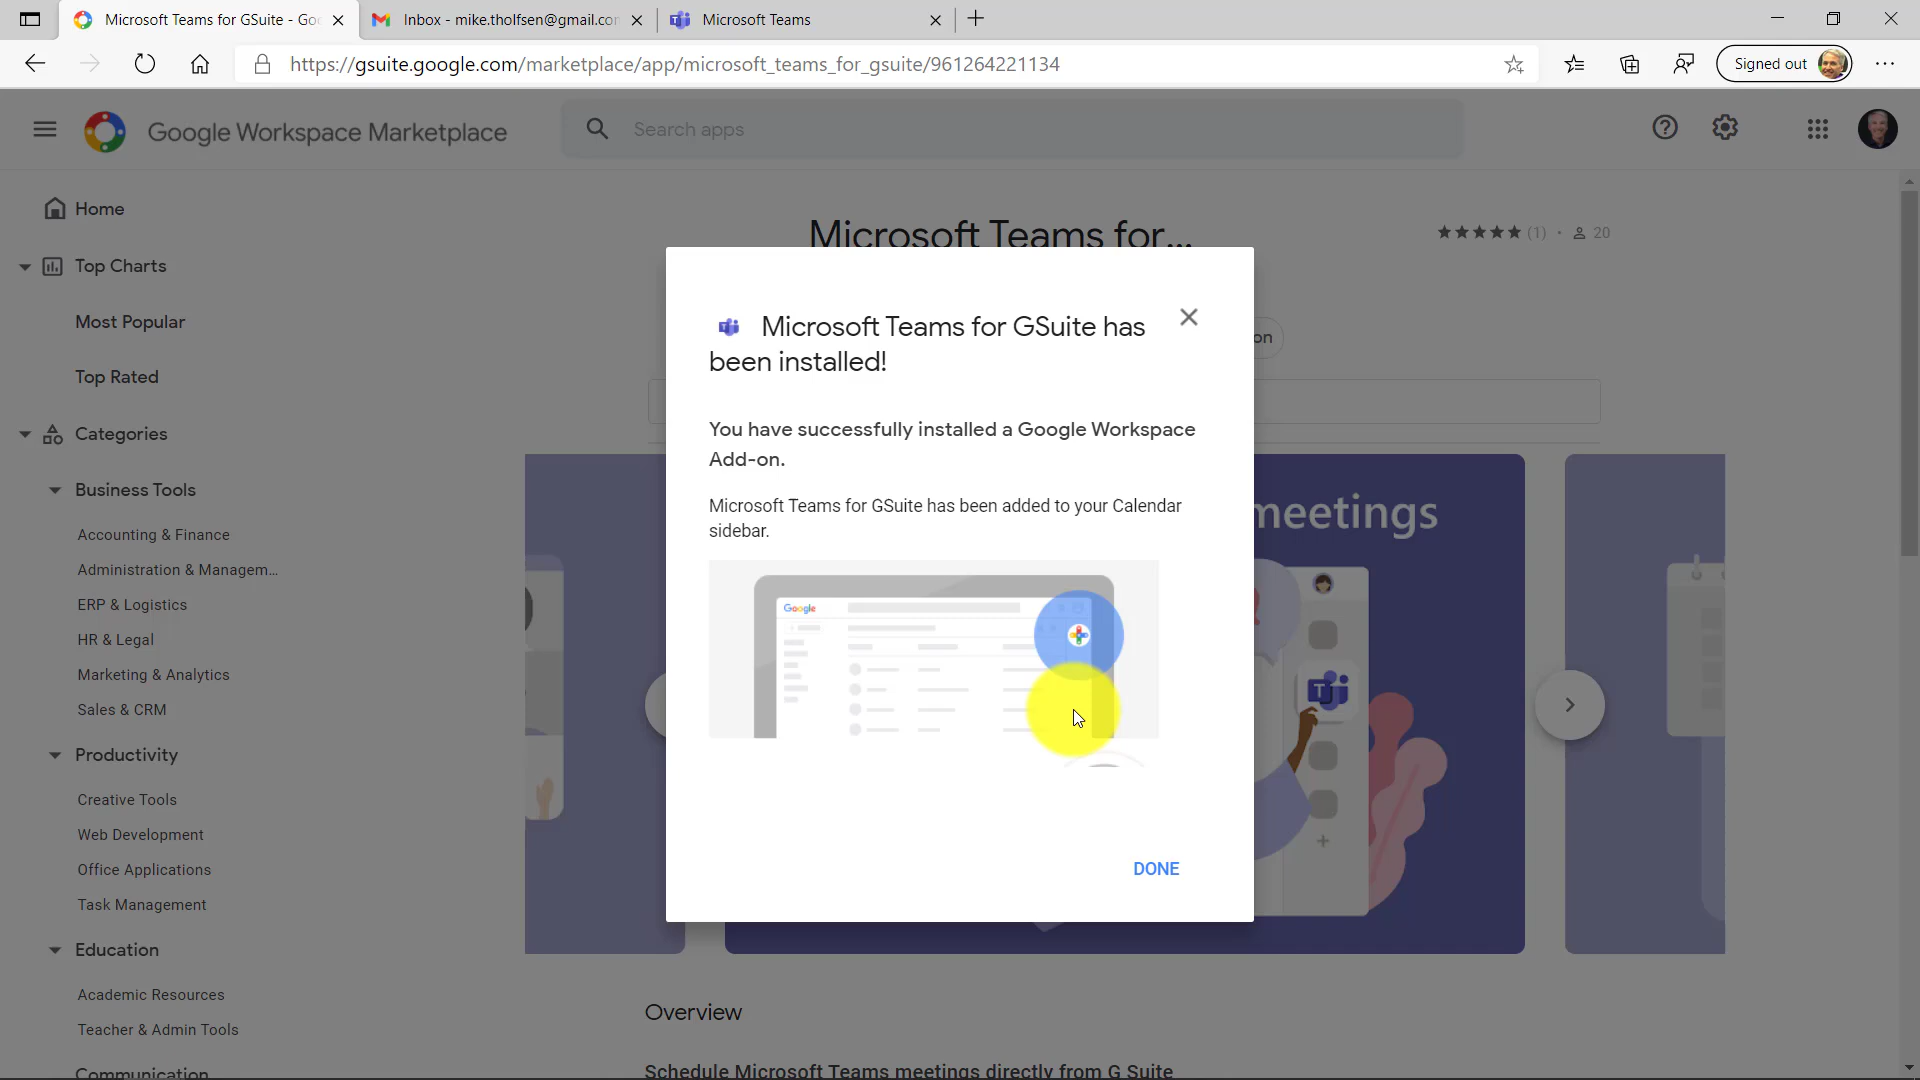 Microsoft Teams for GSuite - Go
Inbox - mike.tholfsen@gmail.co
Microsoft Teams
https://gsuite.google.com/marketplace/app/microsoft_teams_for_gsuite/961264221134
Signed out
Google Workspace Marketplace
Search apps
Home
Top Charts
Most Popular
Top Rated
Categories
Business Tools
Accounting & Finance
Administration & Managem...
ERP & Logistics
HR & Legal
Marketing & Analytics
Sales & CRM
Productivity
Creative Tools
Web Development
Office Applications
Task Management
Education
Academic Resources
Teacher & Admin Tools
Communication
Microsoft Teams for...
(1) · 20
on
meetings
Microsoft Teams for GSuite has
been installed!
You have successfully installed a Google Workspace
Add-on.
Microsoft Teams for GSuite has been added to your Calendar
sidebar.
Google
DONE
Overview
Schedule Microsoft Teams meetings directly from G Suite